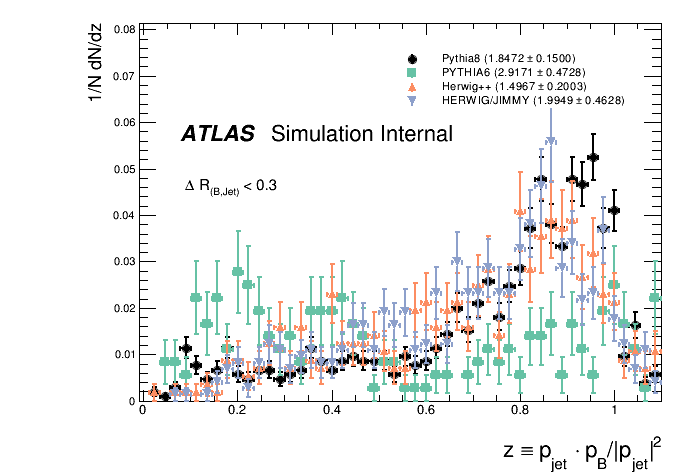 1/N dN/dz
0.08
0.07
0.06
0.05
0.04
0.03
0.02
0.01
0
Pythia8 (1.8472 ± 0.1500)
PYTHIA6 (2.9171 ± 0.4728)
Herwig++ (1.4967 ± 0.2003)
HERWIG/JIMMY (1.9949 ± 0.4628)
ATLAS Simulation Internal
Δ R(B,Jet) < 0.3
0 0.2 0.4 0.6 0.8 1
z ≡ p_jet · p_B/|p_jet|²